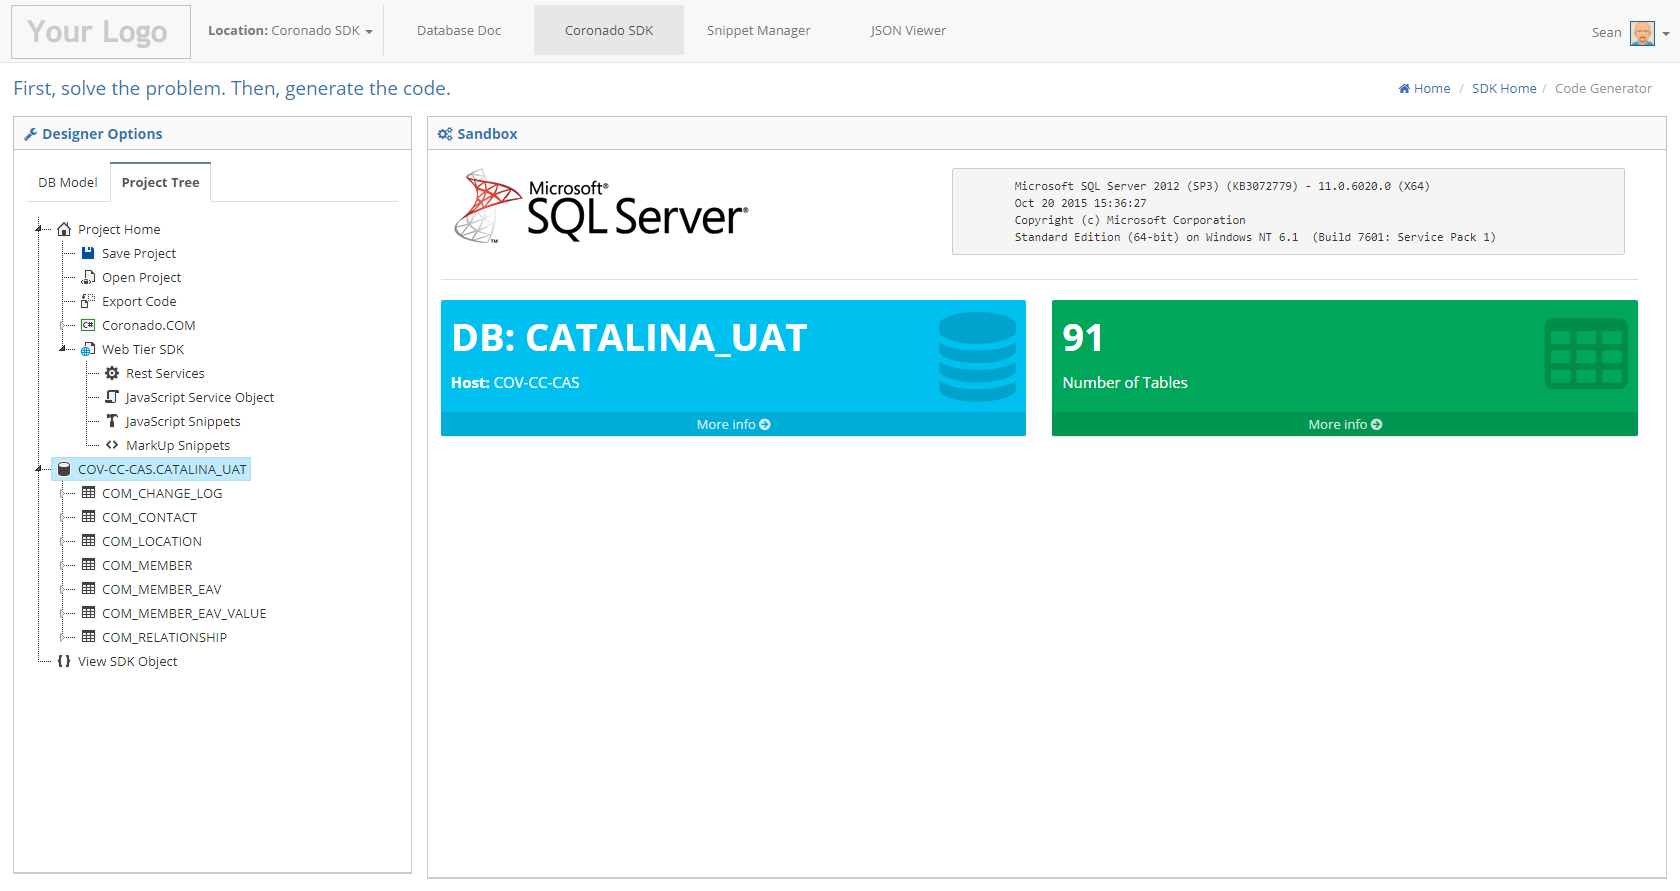 Your Logo
Location: Coronado SDK
Database Doc
Coronado SDK
Snippet Manager
JSON Viewer
Sean
First, solve the problem. Then, generate the code.
Home / SDK Home / Code Generator
Designer Options
DB Model
Project Tree
Project Home
Save Project
Open Project
Export Code
C# Coronado.COM
Web Tier SDK
Rest Services
JavaScript Service Object
JavaScript Snippets
MarkUp Snippets
COV-CC-CAS.CATALINA_UAT
COM_CHANGE_LOG
COM_CONTACT
COM_LOCATION
COM_MEMBER
COM_MEMBER_EAV
COM_MEMBER_EAV_VALUE
COM_RELATIONSHIP
View SDK Object
Sandbox
Microsoft®
SQL Server®
™
Microsoft SQL Server 2012 (SP3) (KB3072779) - 11.0.6020.0 (X64)
Oct 20 2015 15:36:27
Copyright (c) Microsoft Corporation
Standard Edition (64-bit) on Windows NT 6.1 (Build 7601: Service Pack 1)
DB: CATALINA_UAT
Host: COV-CC-CAS
More info
91
Number of Tables
More info